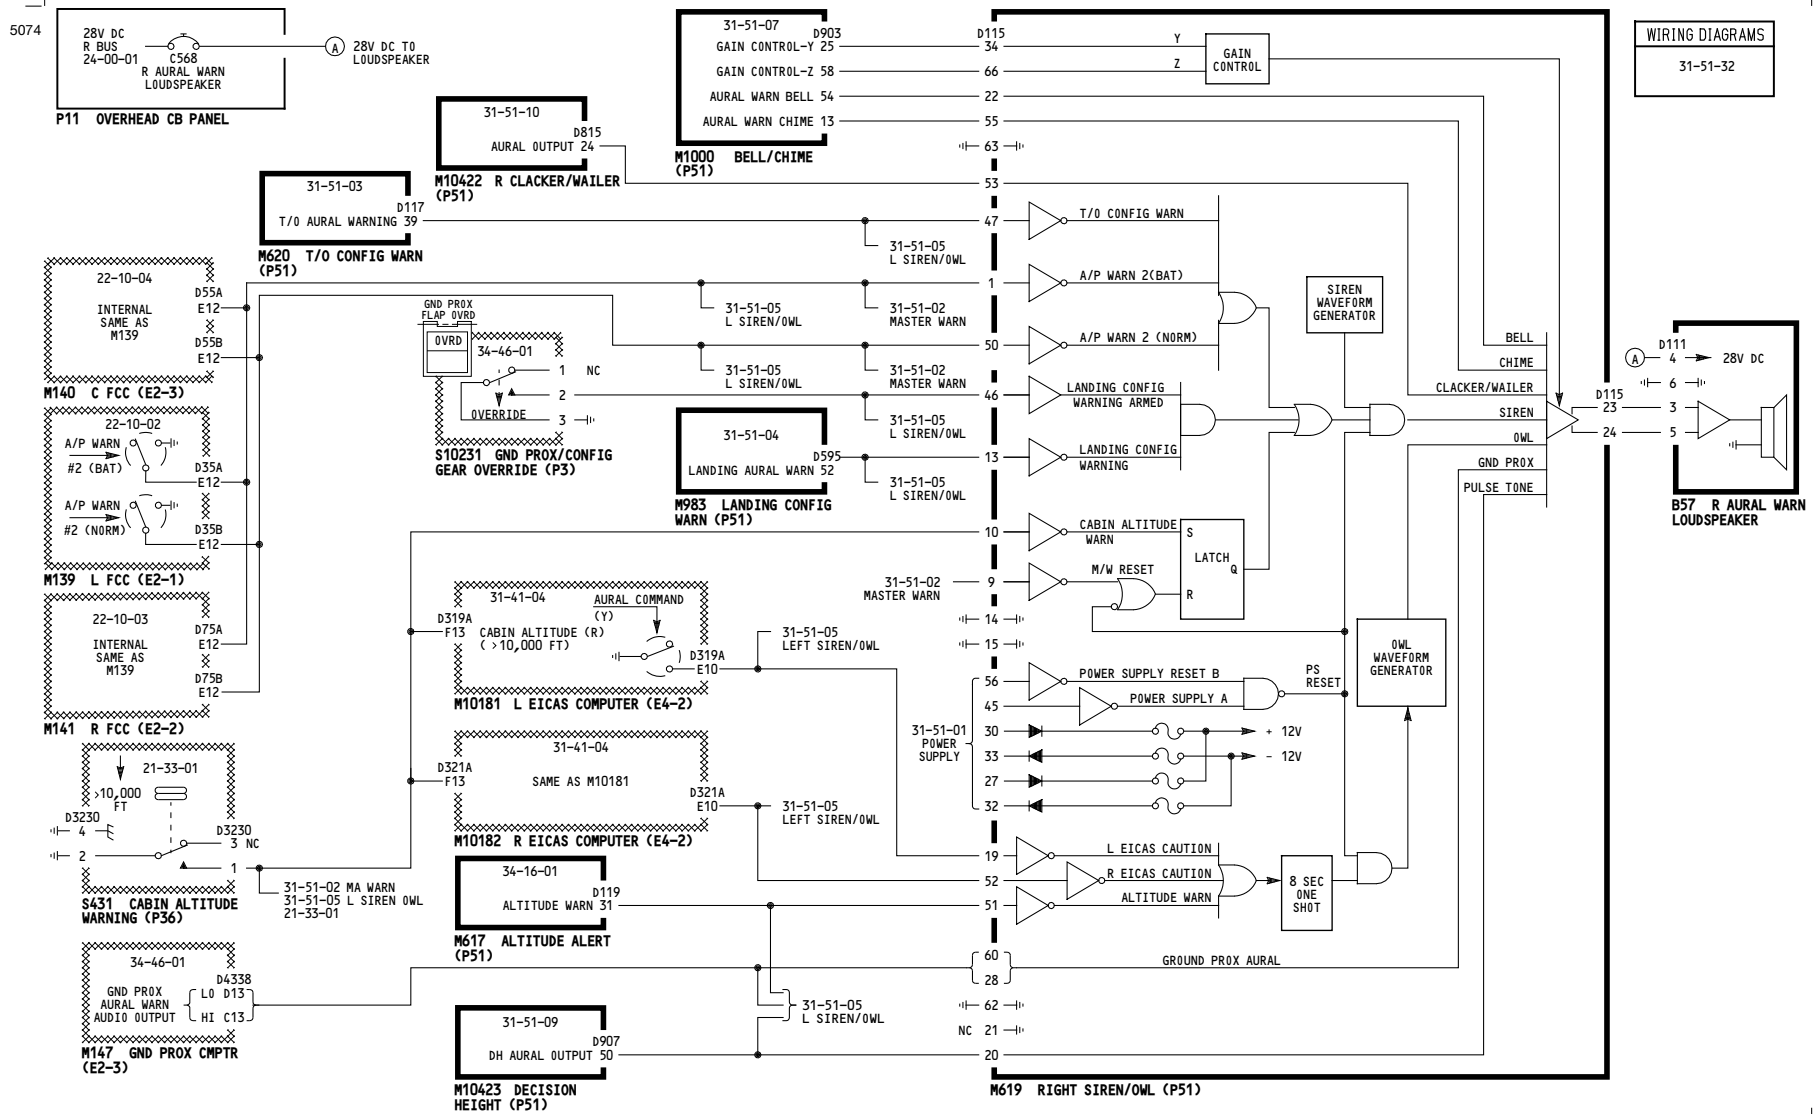 5074
28V DC
R BUS
24-00-01
C568
R AURAL WARN
LOUDSPEAKER
A
28V DC TO
LOUDSPEAKER
P11 OVERHEAD CB PANEL
WIRING DIAGRAMS
31-51-32
31-51-07
D903
GAIN CONTROL-Y 25
GAIN CONTROL-Z 58
AURAL WARN BELL 54
AURAL WARN CHIME 13
M1000 BELL/CHIME
(P51)
31-51-10
D815
AURAL OUTPUT 24
M10422 R CLACKER/WAILER
(P51)
31-51-03
D117
T/O AURAL WARNING 39
M620 T/O CONFIG WARN
(P51)
22-10-04
INTERNAL
SAME AS
M139
D55A
E12
D55B
E12
M140 C FCC (E2-3)
22-10-02
A/P WARN
#2 (BAT)
D35A
E12
A/P WARN
#2 (NORM)
D35B
E12
M139 L FCC (E2-1)
22-10-03
INTERNAL
SAME AS
M139
D75A
E12
D75B
E12
M141 R FCC (E2-2)
21-33-01
>10,000
FT
D3230
4
2
D3230
3 NC
1
S431 CABIN ALTITUDE
WARNING (P36)
31-51-02 MA WARN
31-51-05 L SIREN OWL
21-33-01
34-46-01
D4338
GND PROX
AURAL WARN
AUDIO OUTPUT
LO D13
HI C13
M147 GND PROX CMPTR
(E2-3)
GND PROX
FLAP OVRD
OVRD
34-46-01
1 NC
2
3
OVERRIDE
S10231 GND PROX/CONFIG
GEAR OVERRIDE (P3)
31-51-05
L SIREN/OWL
31-51-05
L SIREN/OWL
31-51-02
MASTER WARN
31-51-05
L SIREN/OWL
31-51-02
MASTER WARN
31-51-05
L SIREN/OWL
31-51-04
D595
LANDING AURAL WARN 52
M983 LANDING CONFIG
WARN (P51)
31-51-05
L SIREN/OWL
31-41-04
AURAL COMMAND
(Y)
D319A
F13
CABIN ALTITUDE (R)
( >10,000 FT)
D319A
E10
M10181 L EICAS COMPUTER (E4-2)
31-51-05
LEFT SIREN/OWL
31-41-04
D321A
F13
SAME AS M10181
D321A
E10
M10182 R EICAS COMPUTER (E4-2)
31-51-05
LEFT SIREN/OWL
34-16-01
D119
ALTITUDE WARN 31
M617 ALTITUDE ALERT
(P51)
31-51-05
L SIREN/OWL
31-51-09
D907
DH AURAL OUTPUT 50
M10423 DECISION
HEIGHT (P51)
31-51-02
MASTER WARN
31-51-01
POWER
SUPPLY
D115
34
66
22
55
63
53
47
1
50
46
13
10
9
14
15
56
45
30
33
27
32
19
52
51
60
28
62
NC 21
20
Y
Z
GAIN
CONTROL
T/O CONFIG WARN
A/P WARN 2(BAT)
A/P WARN 2 (NORM)
LANDING CONFIG
WARNING ARMED
LANDING CONFIG
WARNING
CABIN ALTITUDE
WARN
M/W RESET
S
LATCH
Q
R
SIREN
WAVEFORM
GENERATOR
POWER SUPPLY RESET B
POWER SUPPLY A
PS
RESET
+ 12V
- 12V
OWL
WAVEFORM
GENERATOR
L EICAS CAUTION
R EICAS CAUTION
ALTITUDE WARN
8 SEC
ONE
SHOT
GROUND PROX AURAL
BELL
CHIME
CLACKER/WAILER
SIREN
OWL
GND PROX
PULSE TONE
D115
23
24
M619 RIGHT SIREN/OWL (P51)
D111
A
4
28V DC
6
3
5
B57 R AURAL WARN
LOUDSPEAKER